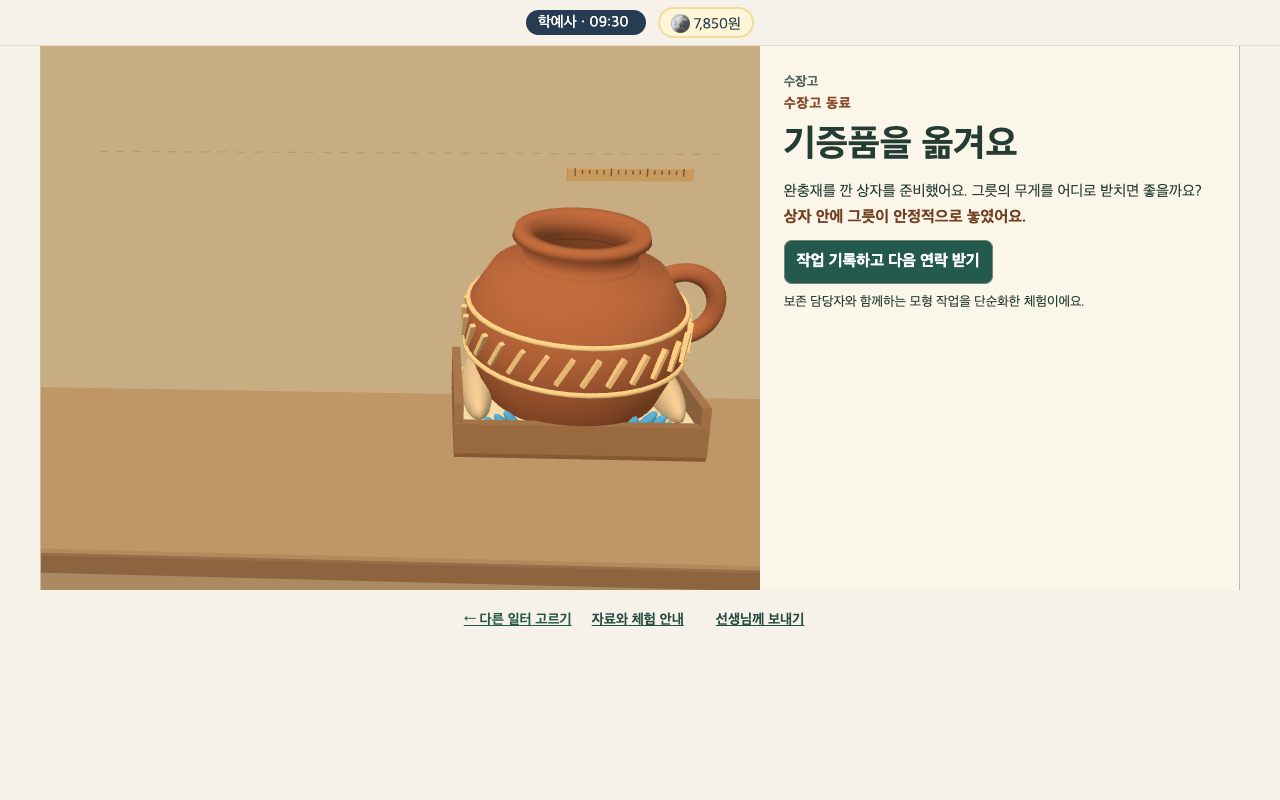 학예사 · 09:30
7,850원
수장고
수장고 동료
기증품을 옮겨요
완충재를 깐 상자를 준비했어요. 그릇의 무게를 어디로 받치면 좋을까요?
상자 안에 그릇이 안정적으로 놓였어요.
작업 기록하고 다음 연락 받기
보존 담당자와 함께하는 모형 작업을 단순화한 체험이에요.
← 다른 일터 고르기 자료와 체험 안내 선생님께 보내기